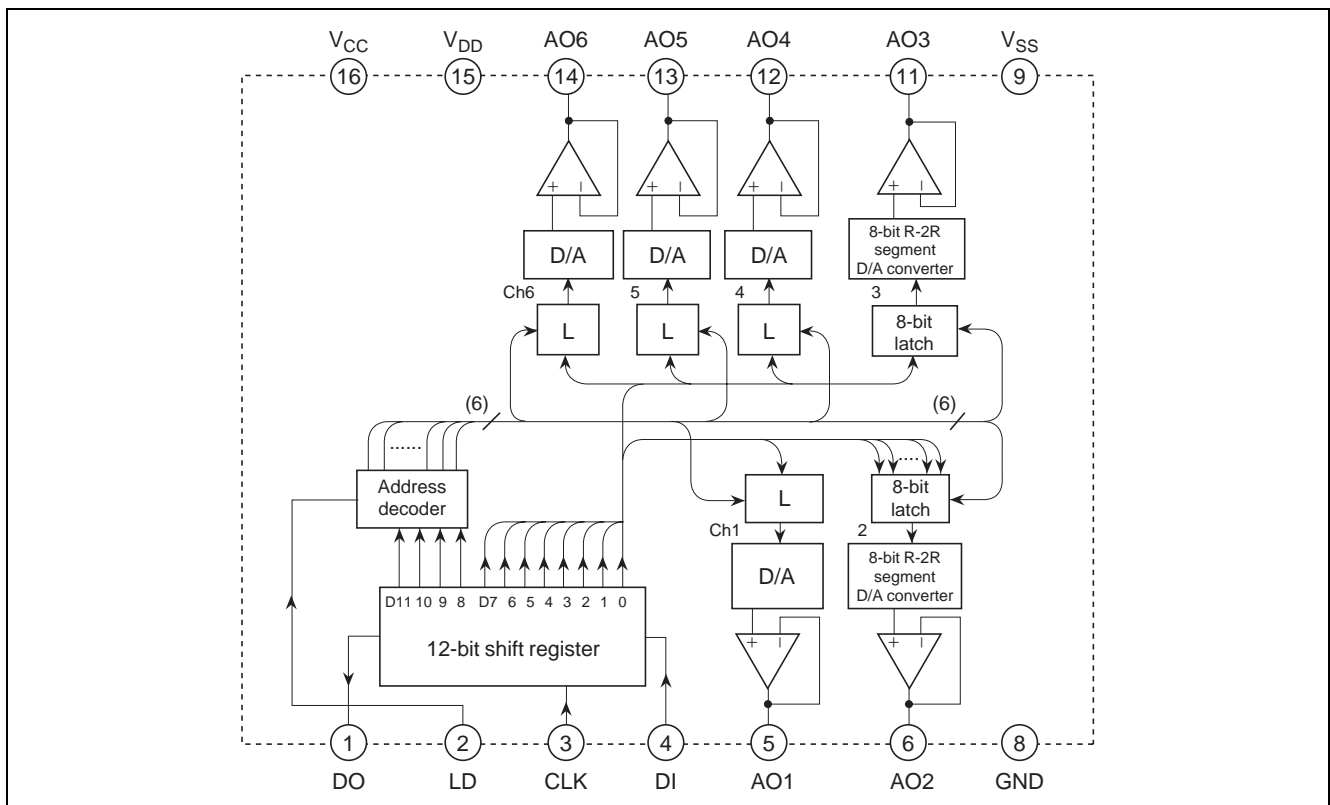 VCC VDD AO6 AO5 AO4 AO3 VSS
16 15 14 13 12 11 9
+ − + − + − + −
D/A D/A D/A 8-bit R-2R
segment
D/A converter
Ch6 5 4 3
L L L 8-bit
latch
(6) (6)
...... ....
Address
decoder
L 8-bit
latch
Ch1 2
D/A 8-bit R-2R
segment
D/A converter
D11 10 9 8 D7 6 5 4 3 2 1 0
12-bit shift register
+ − + −
1 2 3 4 5 6 8
DO LD CLK DI AO1 AO2 GND